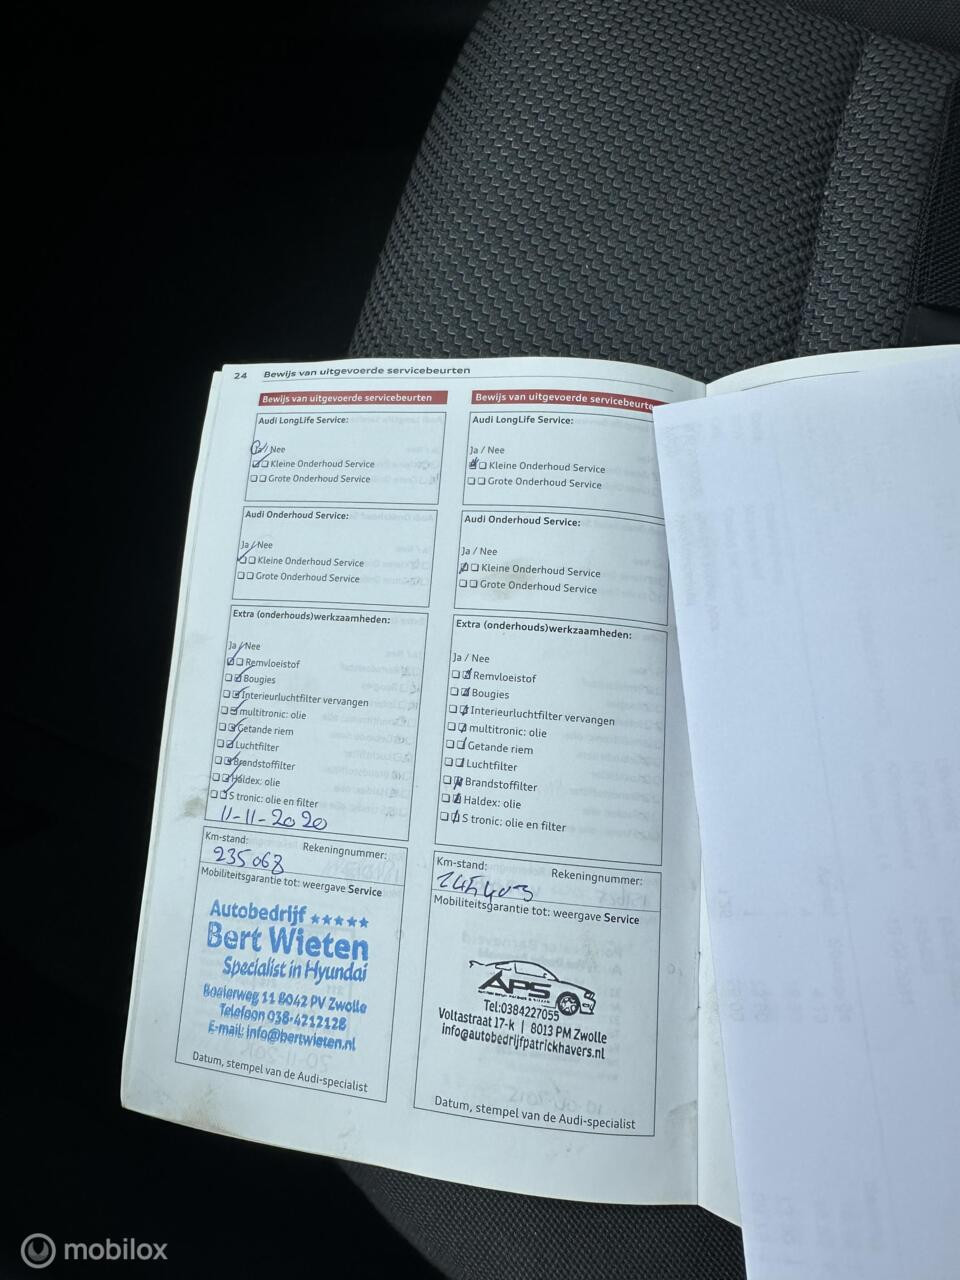 24 Bewijs van uitgevoerde servicebeurten
Bewijs van uitgevoerde servicebeurten
Audi LongLife Service:
Ja / Nee
Kleine Onderhoud Service
Grote Onderhoud Service
Audi Onderhoud Service:
Ja / Nee
Kleine Onderhoud Service
Grote Onderhoud Service
Extra (onderhouds)werkzaamheden:
Ja / Nee
Remvloeistof
Bougies
Interieurluchtfilter vervangen
multitronic: olie
Getande riem
Luchtfilter
Brandstoffilter
Haldex: olie
S tronic: olie en filter
11-11-2020
Km-stand: Rekeningnummer:
235068
Mobiliteitsgarantie tot: weergave Service
Autobedrijf ★★★★★
Bert Wieten
Specialist in Hyundai
Boeierweg 11 8042 PV Zwolle
Telefoon 038-4212128
E-mail: info@bertwieten.nl
Datum, stempel van de Audi-specialist
Bewijs van uitgevoerde servicebeurte
Audi LongLife Service:
Ja / Nee
Kleine Onderhoud Service
Grote Onderhoud Service
Audi Onderhoud Service:
Ja / Nee
Kleine Onderhoud Service
Grote Onderhoud Service
Extra (onderhouds)werkzaamheden:
Ja / Nee
Remvloeistof
Bougies
Interieurluchtfilter vervangen
multitronic: olie
Getande riem
Luchtfilter
Brandstoffilter
Haldex: olie
S tronic: olie en filter
Km-stand: Rekeningnummer:
Mobiliteitsgarantie tot: weergave Service
APS
Tel:0384227055
Voltastraat 17-k | 8013 PM Zwolle
info@autobedrijfpatrickhavers.nl
Datum, stempel van de Audi-specialist
mobilox